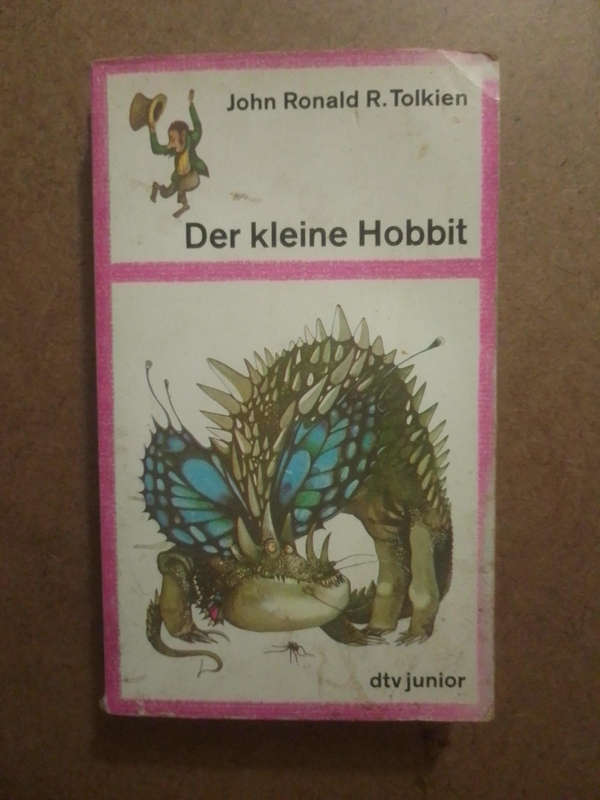 John Ronald R. Tolkien
Der kleine Hobbit
dtv junior